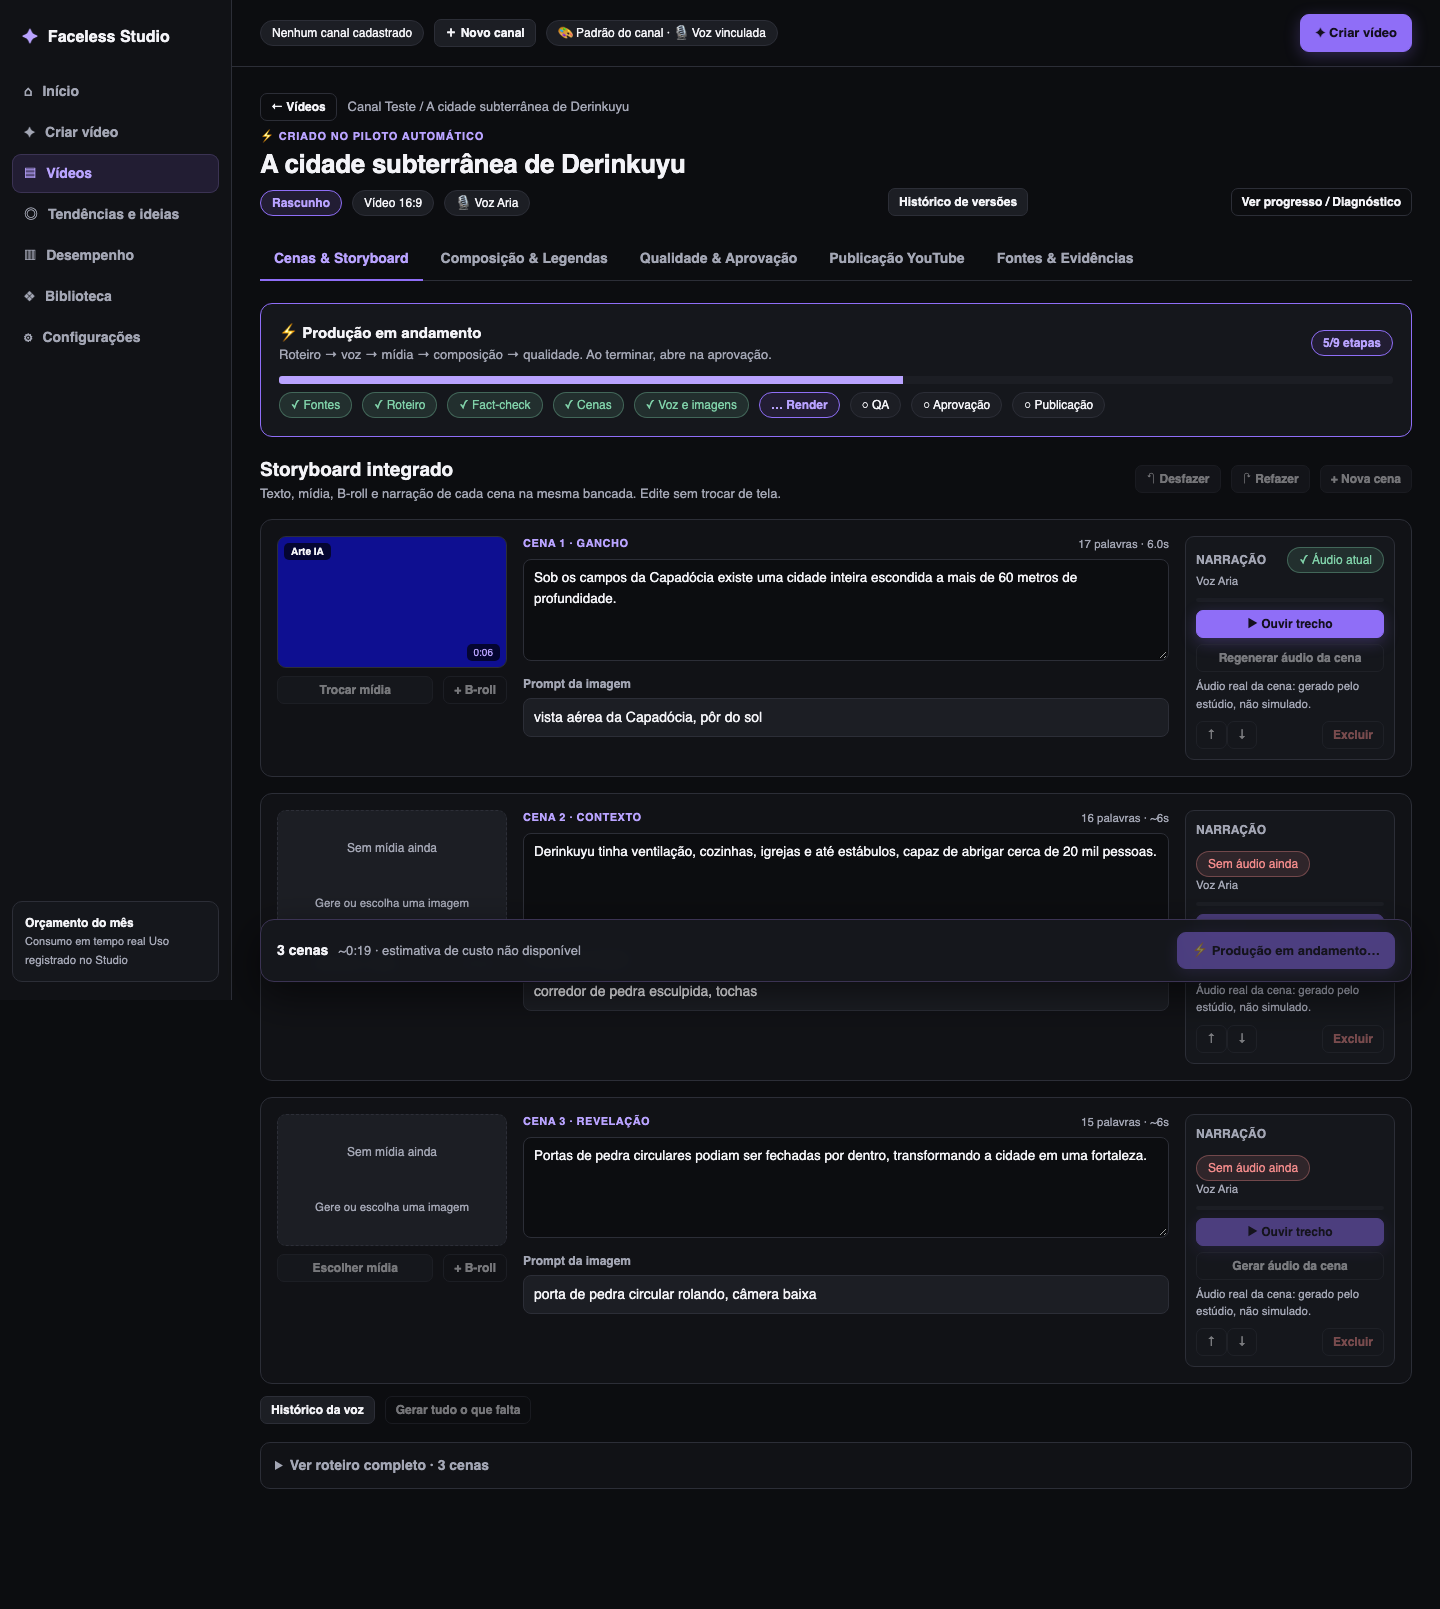 Faceless Studio
Início
Criar vídeo
Vídeos
Tendências e ideias
Desempenho
Biblioteca
Configurações
Orçamento do mês
Consumo em tempo real Uso
registrado no Studio
Nenhum canal cadastrado
+ Novo canal
🎨 Padrão do canal · 🎙️ Voz vinculada
✦ Criar vídeo
← Vídeos
Canal Teste / A cidade subterrânea de Derinkuyu
⚡ CRIADO NO PILOTO AUTOMÁTICO
A cidade subterrânea de Derinkuyu
Rascunho
Vídeo 16:9
🎙️ Voz Aria
Histórico de versões
Ver progresso / Diagnóstico
Cenas & Storyboard
Composição & Legendas
Qualidade & Aprovação
Publicação YouTube
Fontes & Evidências
⚡ Produção em andamento
Roteiro → voz → mídia → composição → qualidade. Ao terminar, abre na aprovação.
5/9 etapas
✓ Fontes
✓ Roteiro
✓ Fact-check
✓ Cenas
✓ Voz e imagens
… Render
○ QA
○ Aprovação
○ Publicação
Storyboard integrado
Texto, mídia, B-roll e narração de cada cena na mesma bancada. Edite sem trocar de tela.
↰ Desfazer
↱ Refazer
+ Nova cena
Arte IA
0:06
Trocar mídia
+ B-roll
CENA 1 · GANCHO
17 palavras · 6.0s
Sob os campos da Capadócia existe uma cidade inteira escondida a mais de 60 metros de
profundidade.
Prompt da imagem
vista aérea da Capadócia, pôr do sol
NARRAÇÃO
✓ Áudio atual
Voz Aria
▶ Ouvir trecho
Regenerar áudio da cena
Áudio real da cena: gerado pelo
estúdio, não simulado.
↑
↓
Excluir
Sem mídia ainda
Gere ou escolha uma imagem
CENA 2 · CONTEXTO
16 palavras · ~6s
Derinkuyu tinha ventilação, cozinhas, igrejas e até estábulos, capaz de abrigar cerca de 20 mil pessoas.
corredor de pedra esculpida, tochas
NARRAÇÃO
Sem áudio ainda
Voz Aria
3 cenas
~0:19 · estimativa de custo não disponível
⚡ Produção em andamento…
Áudio real da cena: gerado pelo
estúdio, não simulado.
↑
↓
Excluir
Sem mídia ainda
Gere ou escolha uma imagem
Escolher mídia
+ B-roll
CENA 3 · REVELAÇÃO
15 palavras · ~6s
Portas de pedra circulares podiam ser fechadas por dentro, transformando a cidade em uma fortaleza.
Prompt da imagem
porta de pedra circular rolando, câmera baixa
NARRAÇÃO
Sem áudio ainda
Voz Aria
▶ Ouvir trecho
Gerar áudio da cena
Áudio real da cena: gerado pelo
estúdio, não simulado.
↑
↓
Excluir
Histórico da voz
Gerar tudo o que falta
▶ Ver roteiro completo · 3 cenas